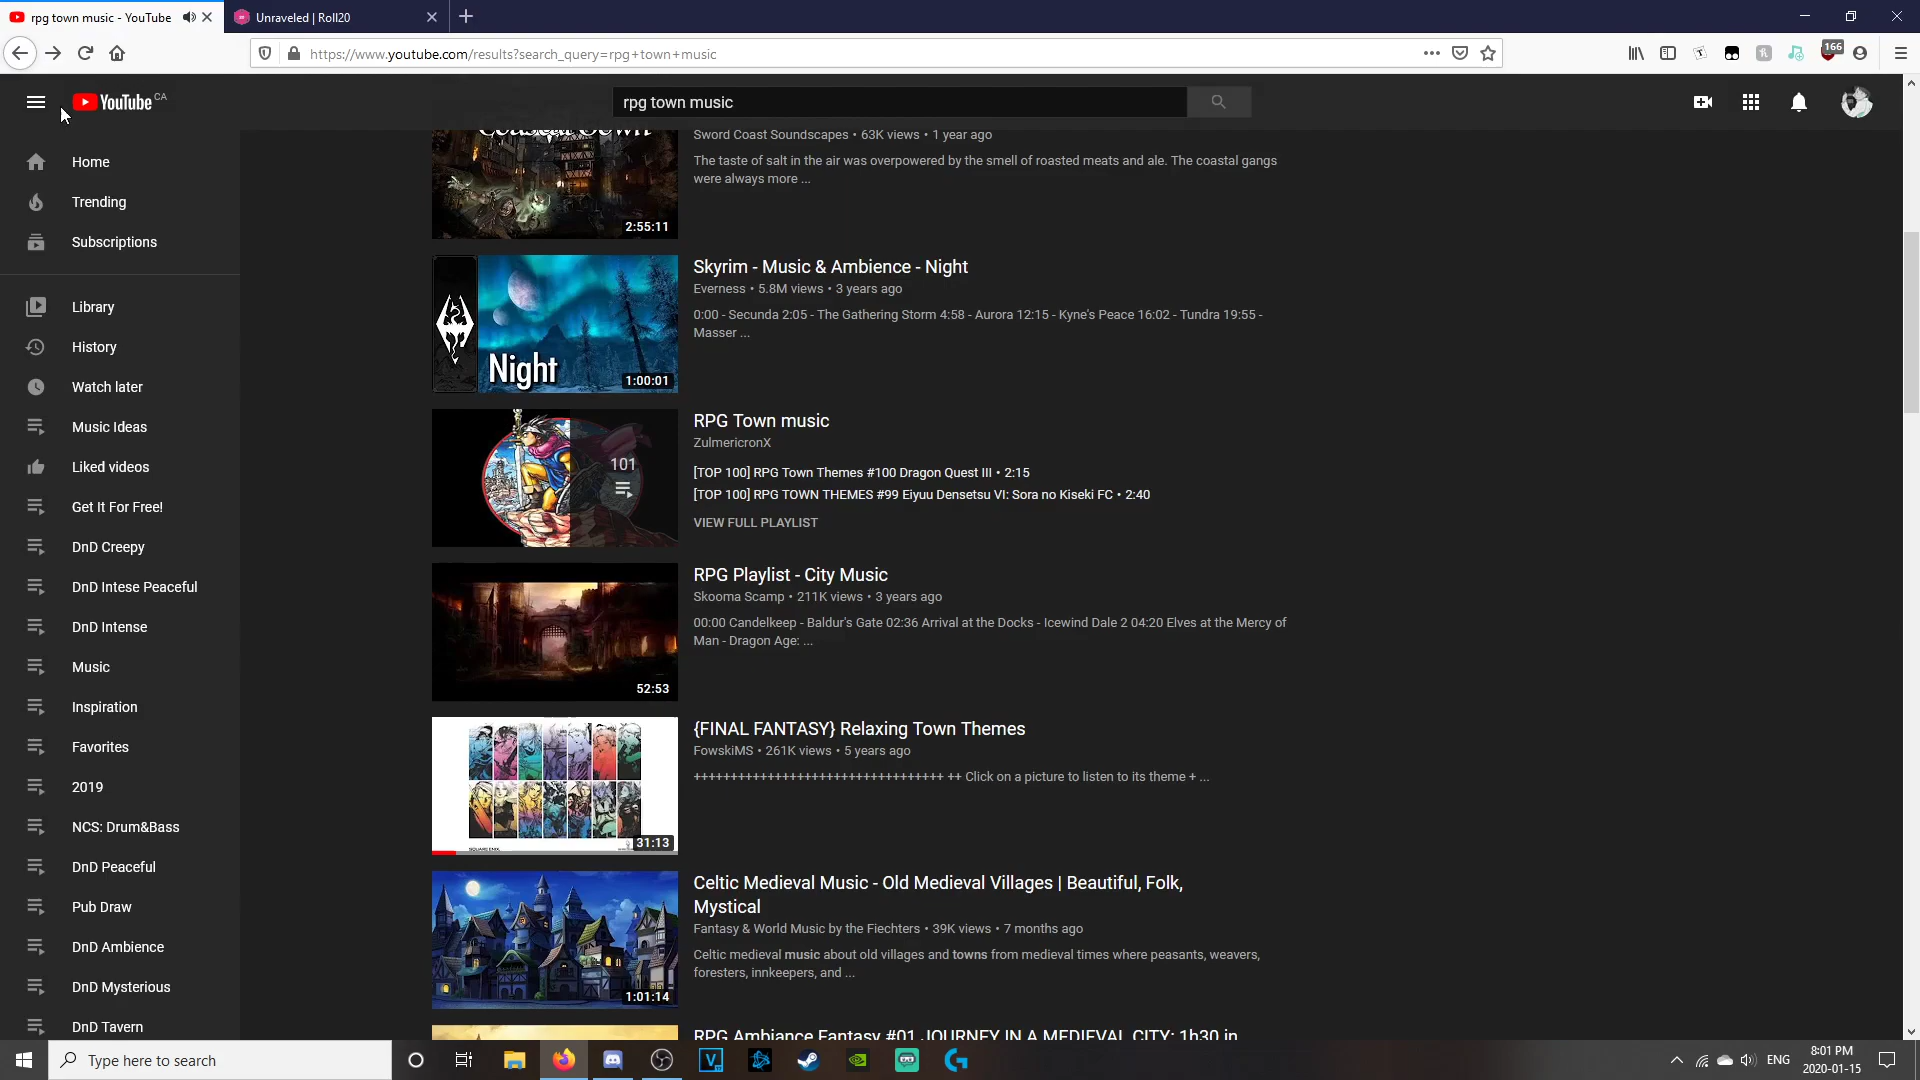 rpg town music - YouTube
Unraveled | Roll20
https://www.youtube.com/results?search_query=rpg+town+music
166
YouTube CA
rpg town music
Home
Trending
Subscriptions
Library
History
Watch later
Music Ideas
Liked videos
Get It For Free!
DnD Creepy
DnD Intese Peaceful
DnD Intense
Music
Inspiration
Favorites
2019
NCS: Drum&Bass
DnD Peaceful
Pub Draw
DnD Ambience
DnD Mysterious
DnD Tavern
Coastal Town
2:55:11
Sword Coast Soundscapes • 63K views • 1 year ago
The taste of salt in the air was overpowered by the smell of roasted meats and ale. The coastal gangs
were always more ...
Night
1:00:01
Skyrim - Music & Ambience - Night
Everness • 5.8M views • 3 years ago
0:00 - Secunda 2:05 - The Gathering Storm 4:58 - Aurora 12:15 - Kyne's Peace 16:02 - Tundra 19:55 -
Masser ...
101
RPG Town music
ZulmericronX
[TOP 100] RPG Town Themes #100 Dragon Quest III • 2:15
[TOP 100] RPG TOWN THEMES #99 Eiyuu Densetsu VI: Sora no Kiseki FC • 2:40
VIEW FULL PLAYLIST
52:53
RPG Playlist - City Music
Skooma Scamp • 211K views • 3 years ago
00:00 Candelkeep - Baldur's Gate 02:36 Arrival at the Docks - Icewind Dale 2 04:20 Elves at the Mercy of
Man - Dragon Age: ...
SQUARE ENIX
31:13
{FINAL FANTASY} Relaxing Town Themes
FowskiMS • 261K views • 5 years ago
++++++++++++++++++++++++++++++++++ ++ Click on a picture to listen to its theme + ...
1:01:14
Celtic Medieval Music - Old Medieval Villages | Beautiful, Folk,
Mystical
Fantasy & World Music by the Fiechters • 39K views • 7 months ago
Celtic medieval music about old villages and towns from medieval times where peasants, weavers,
foresters, innkeepers, and ...
RPG Ambiance Fantasy #01 JOURNEY IN A MEDIEVAL CITY: 1h30 in
Type here to search
ENG
8:01 PM
2020-01-15